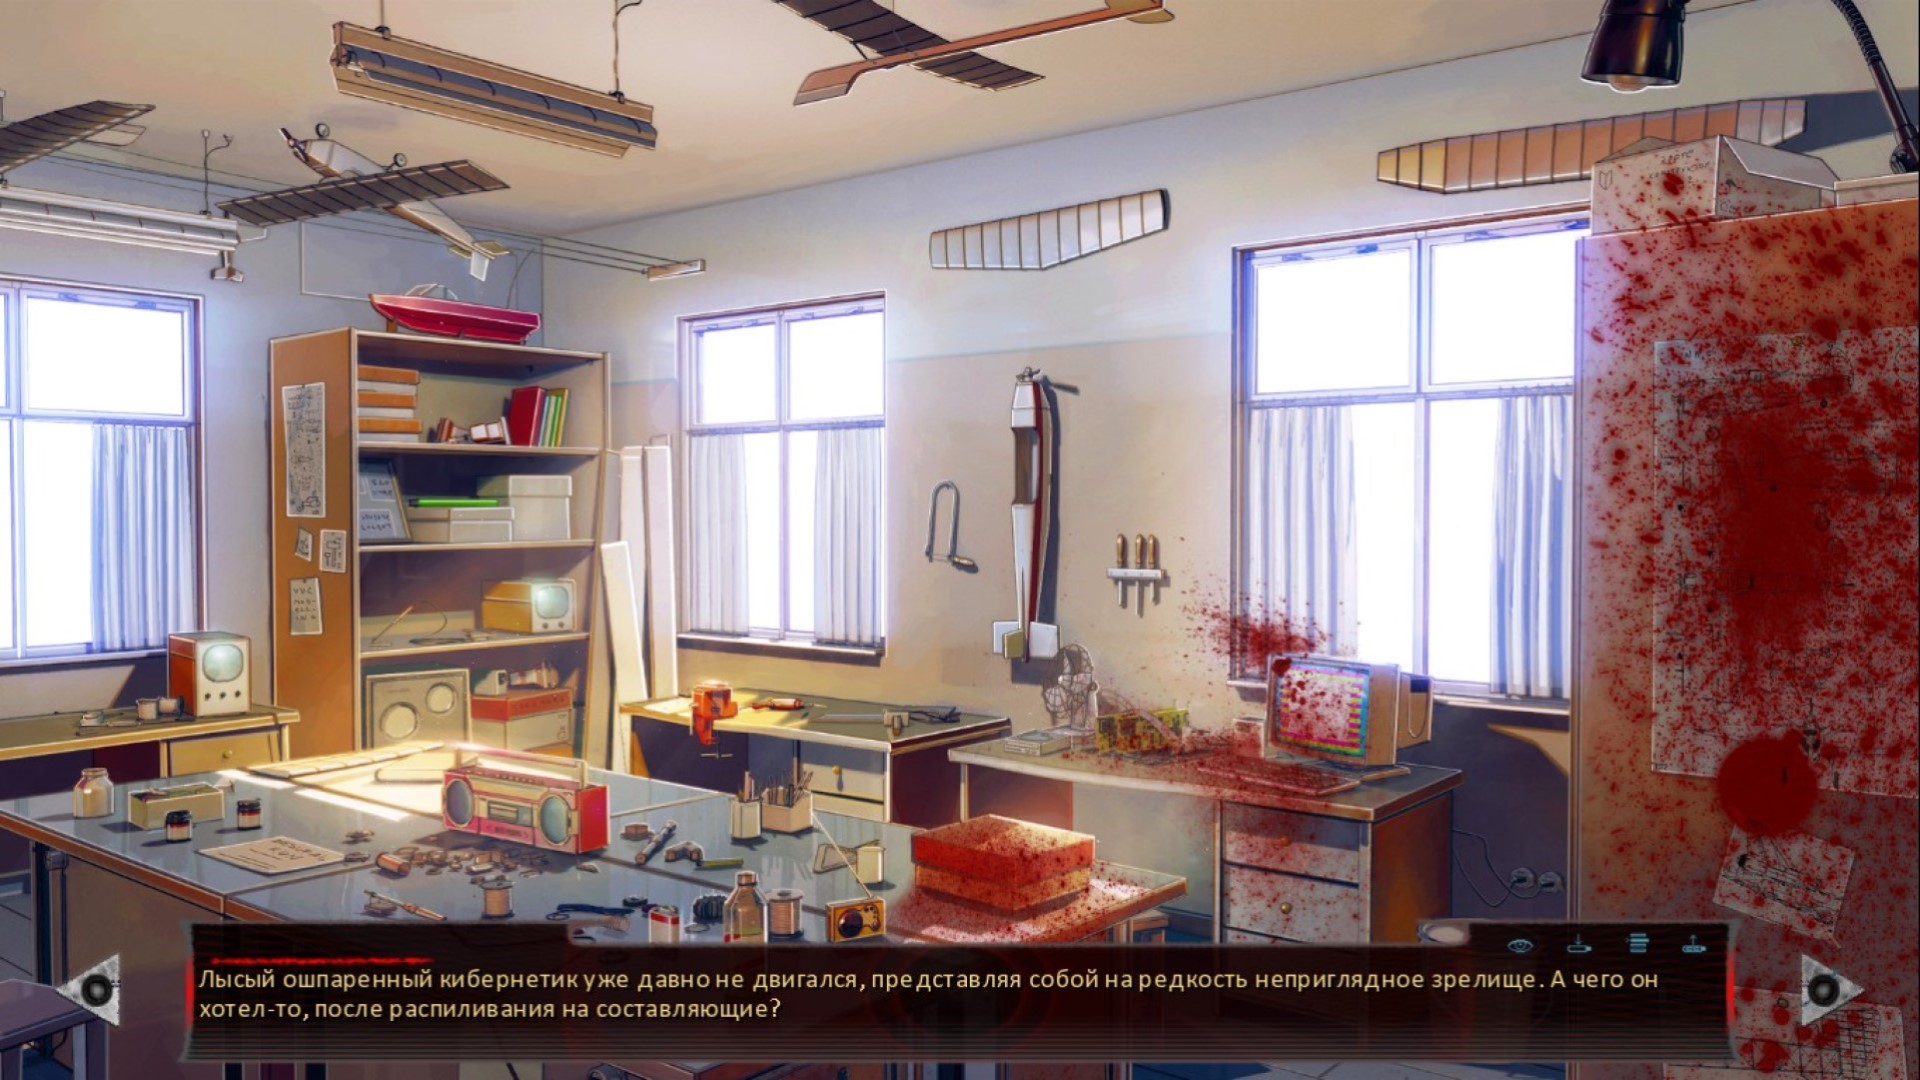 Лысый ошпаренный кибернетик уже давно не двигался, представляя собой на редкость неприглядное зрелище. А чего он
хотел-то, после распиливания на составляющие?